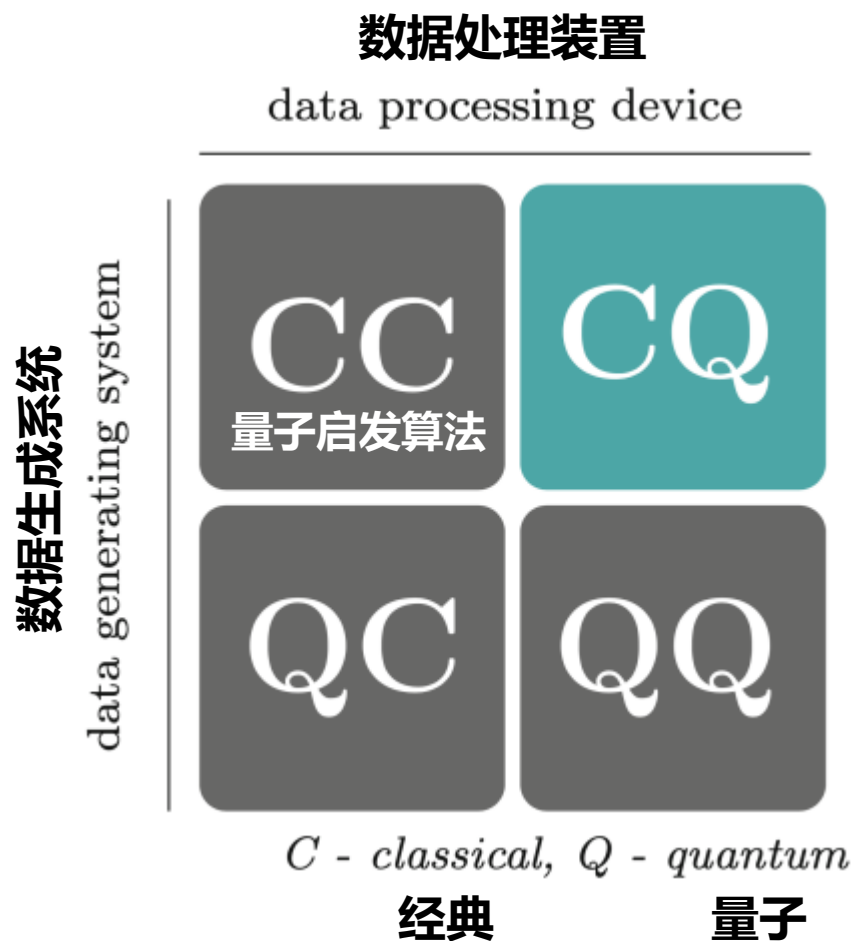 数据处理装置
data processing device
数据生成系统
data generating system
CC
量子启发算法
CQ
QC
QQ
C - classical, Q - quantum
经典 量子